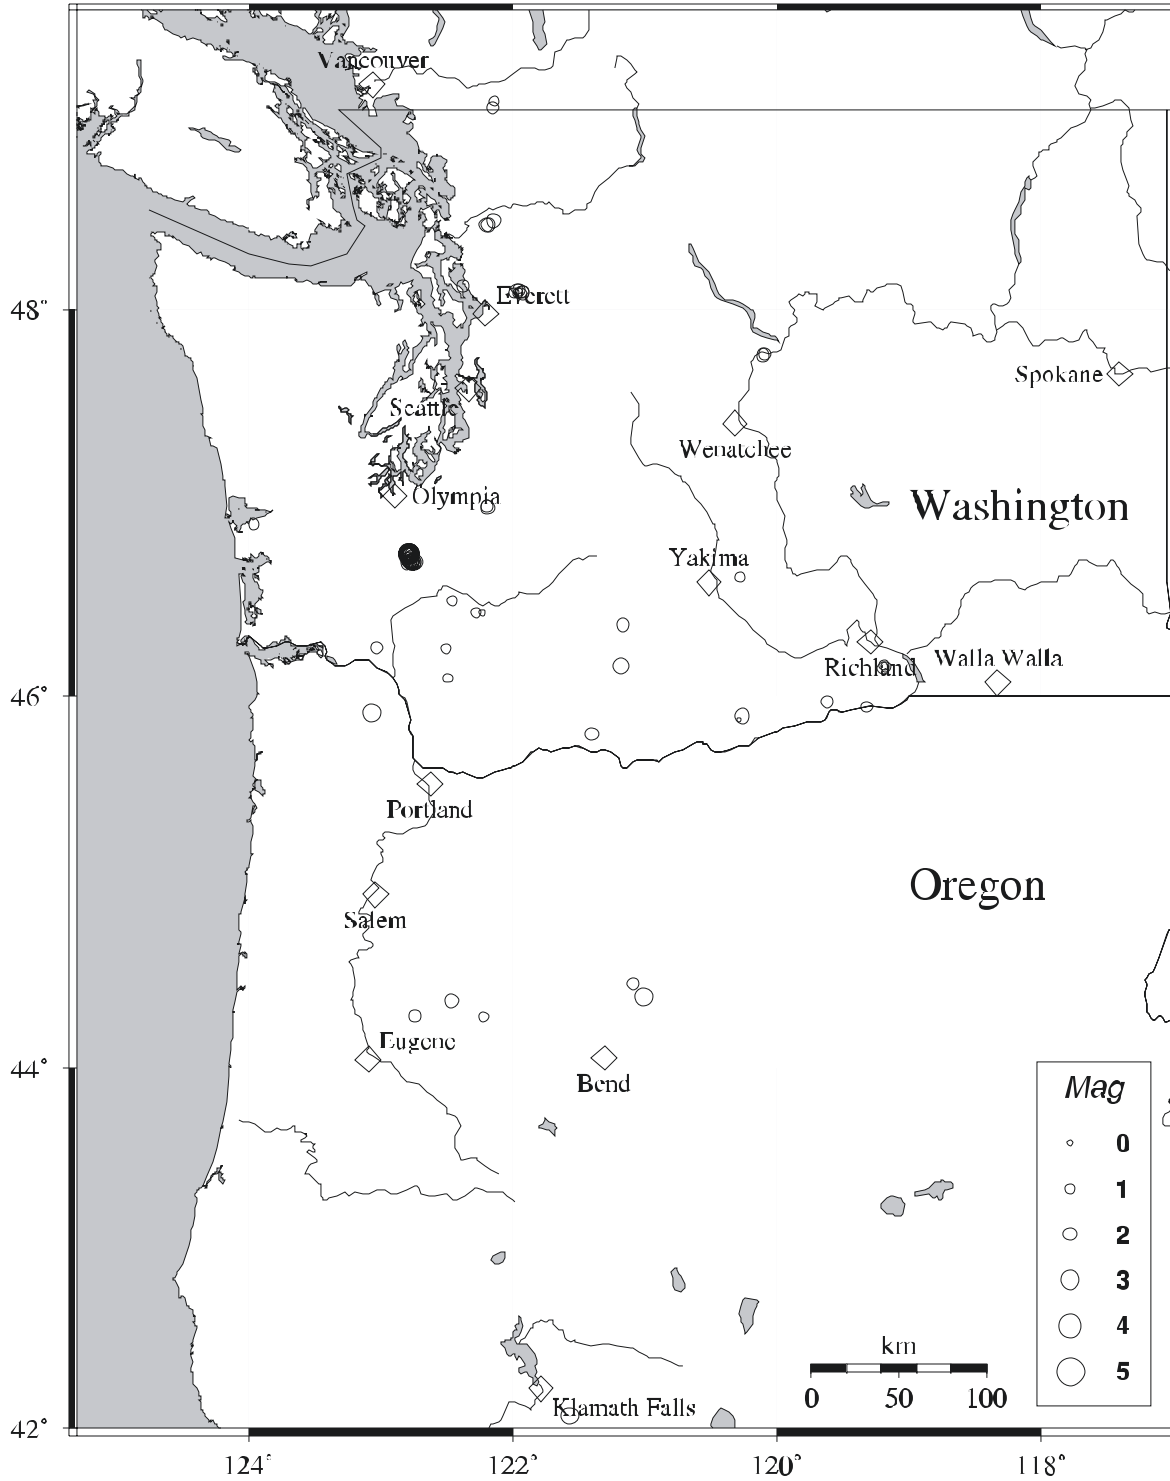 Vancouver
Everett
48°
Spokane
Seattle
Wenatchee
Olympia
Washington
Yakima
Richland
Walla Walla
46°
Portland
Oregon
Salem
Eugene
44°
Bend
Mag
0
1
2
3
4
5
km
0 50 100
Klamath Falls
42°
124° 122° 120° 118°